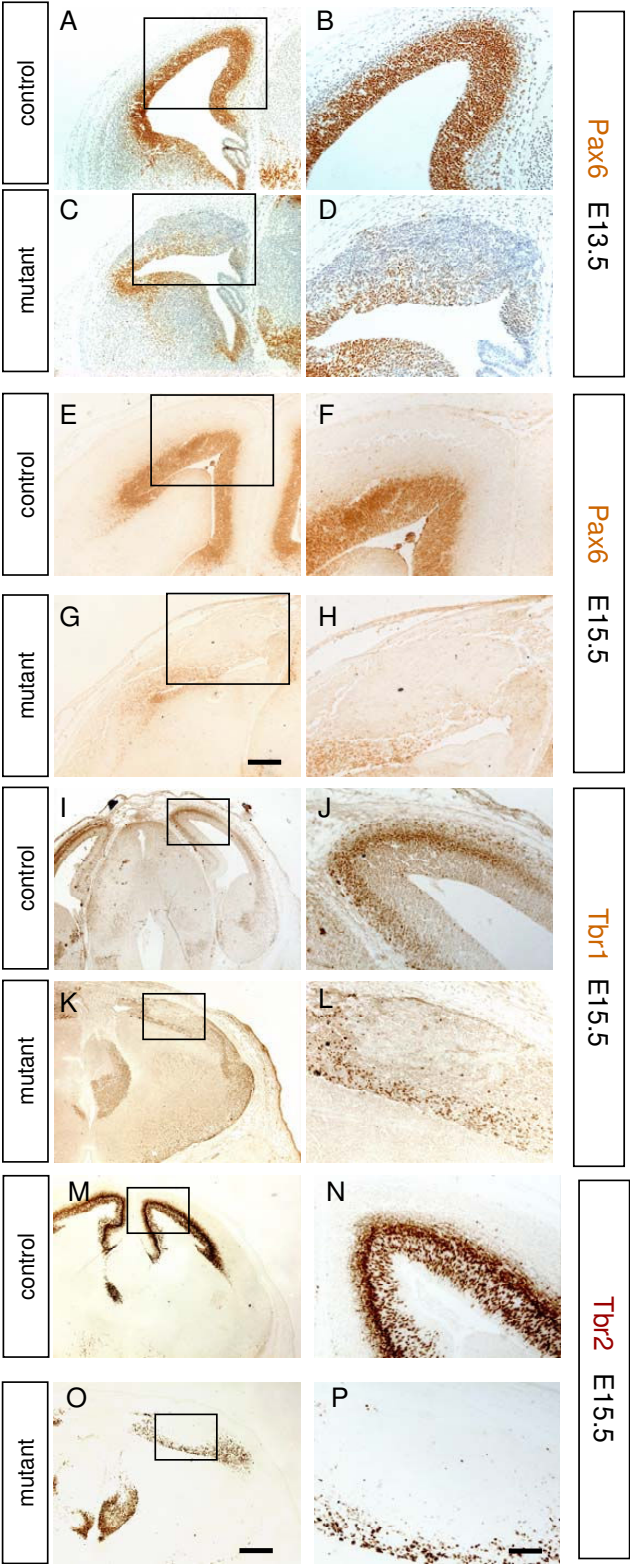 control
A
B
Pax6 E13.5
mutant
C
D
control
E
F
Pax6 E15.5
mutant
G
H
control
I
J
Tbr1 E15.5
mutant
K
L
control
M
N
Tbr2 E15.5
mutant
O
P